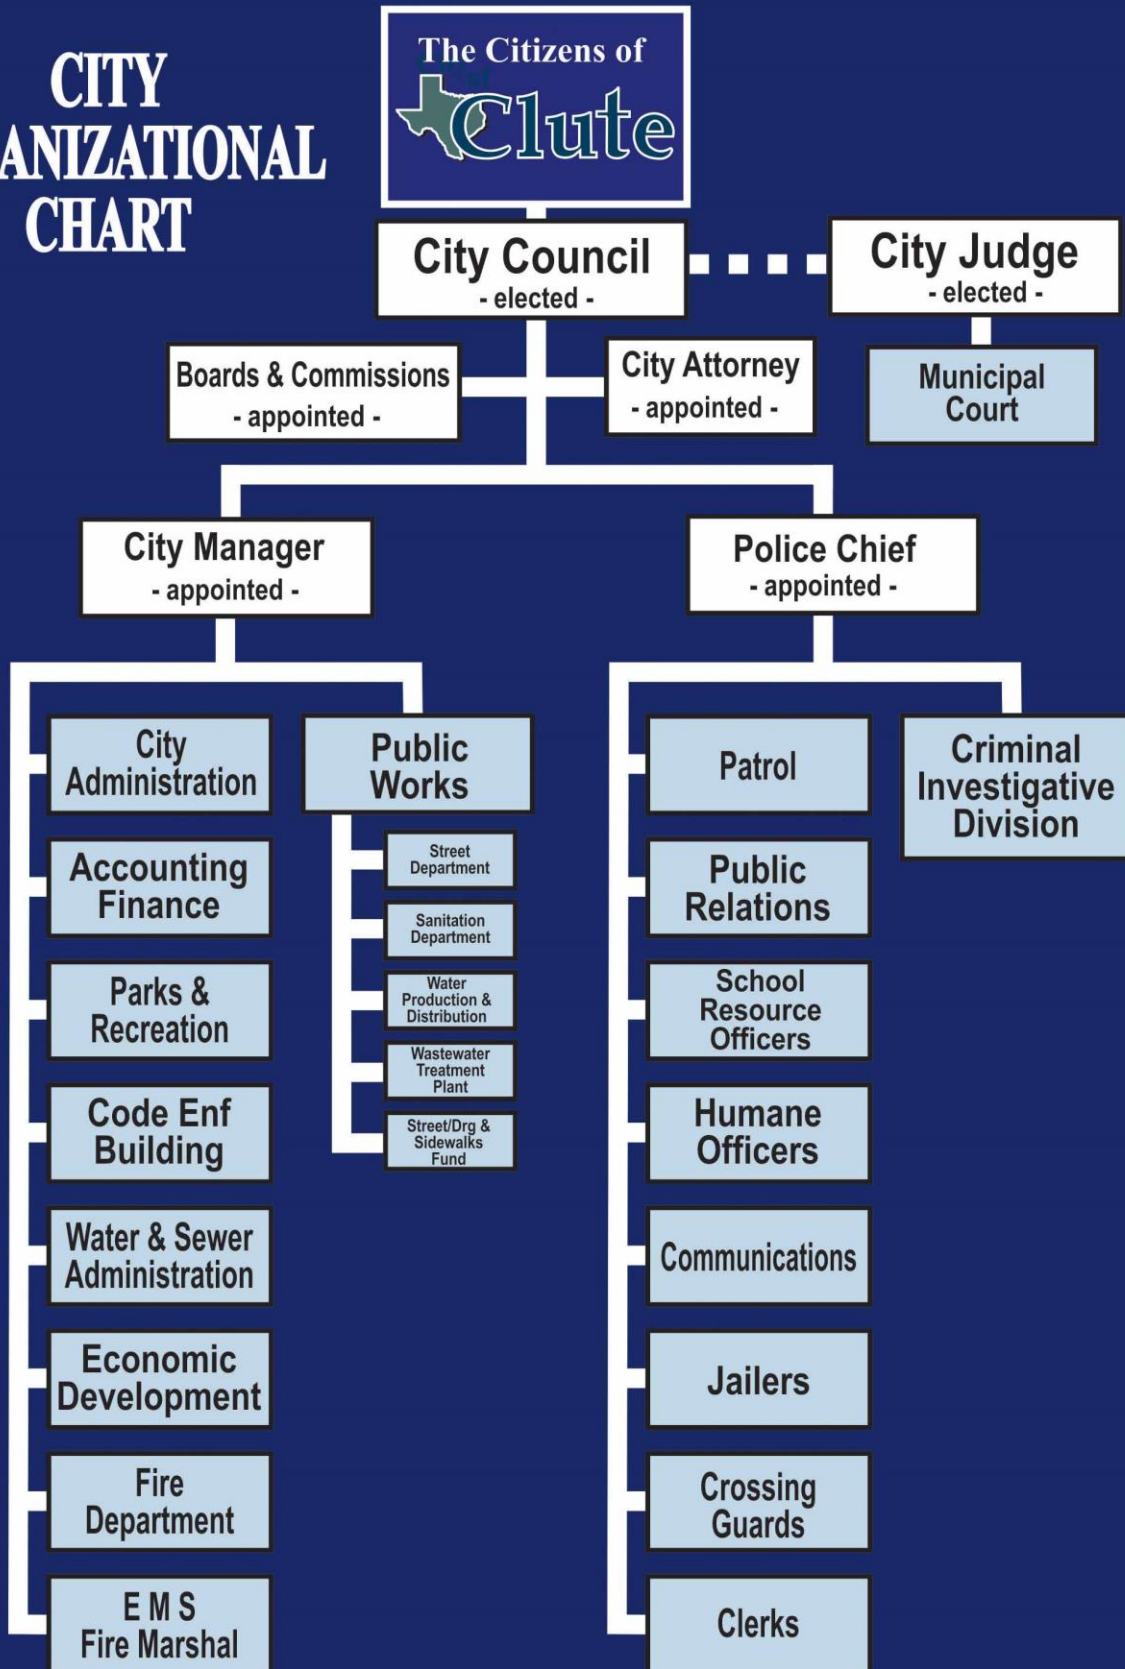 CITY
ANIZATIONAL
CHART
The Citizens of
Clute
City Council
- elected -
City Judge
- elected -
Boards & Commissions
- appointed -
City Attorney
- appointed -
Municipal
Court
City Manager
- appointed -
Police Chief
- appointed -
City
Administration
Accounting
Finance
Parks &
Recreation
Code Enf
Building
Water & Sewer
Administration
Economic
Development
Fire
Department
E M S
Fire Marshal
Public
Works
Street
Department
Sanitation
Department
Water
Production &
Distribution
Wastewater
Treatment
Plant
Street/Drg &
Sidewalks
Fund
Patrol
Public
Relations
School
Resource
Officers
Humane
Officers
Communications
Jailers
Crossing
Guards
Clerks
Criminal
Investigative
Division